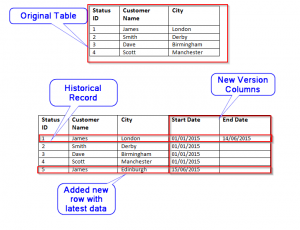 Original Table
Status ID Customer Name City
1 James London
2 Smith Derby
3 Dave Birmingham
4 Scott Manchester
Historical Record
New Version Columns
Status ID Customer Name City Start Date End Date
1 James London 01/01/2015 14/06/2015
2 Smith Derby 01/01/2015
3 Dave Birmingham 01/01/2015
4 Scott Manchester 01/01/2015
5 James Edinburgh 15/06/2015
Added new row with latest data